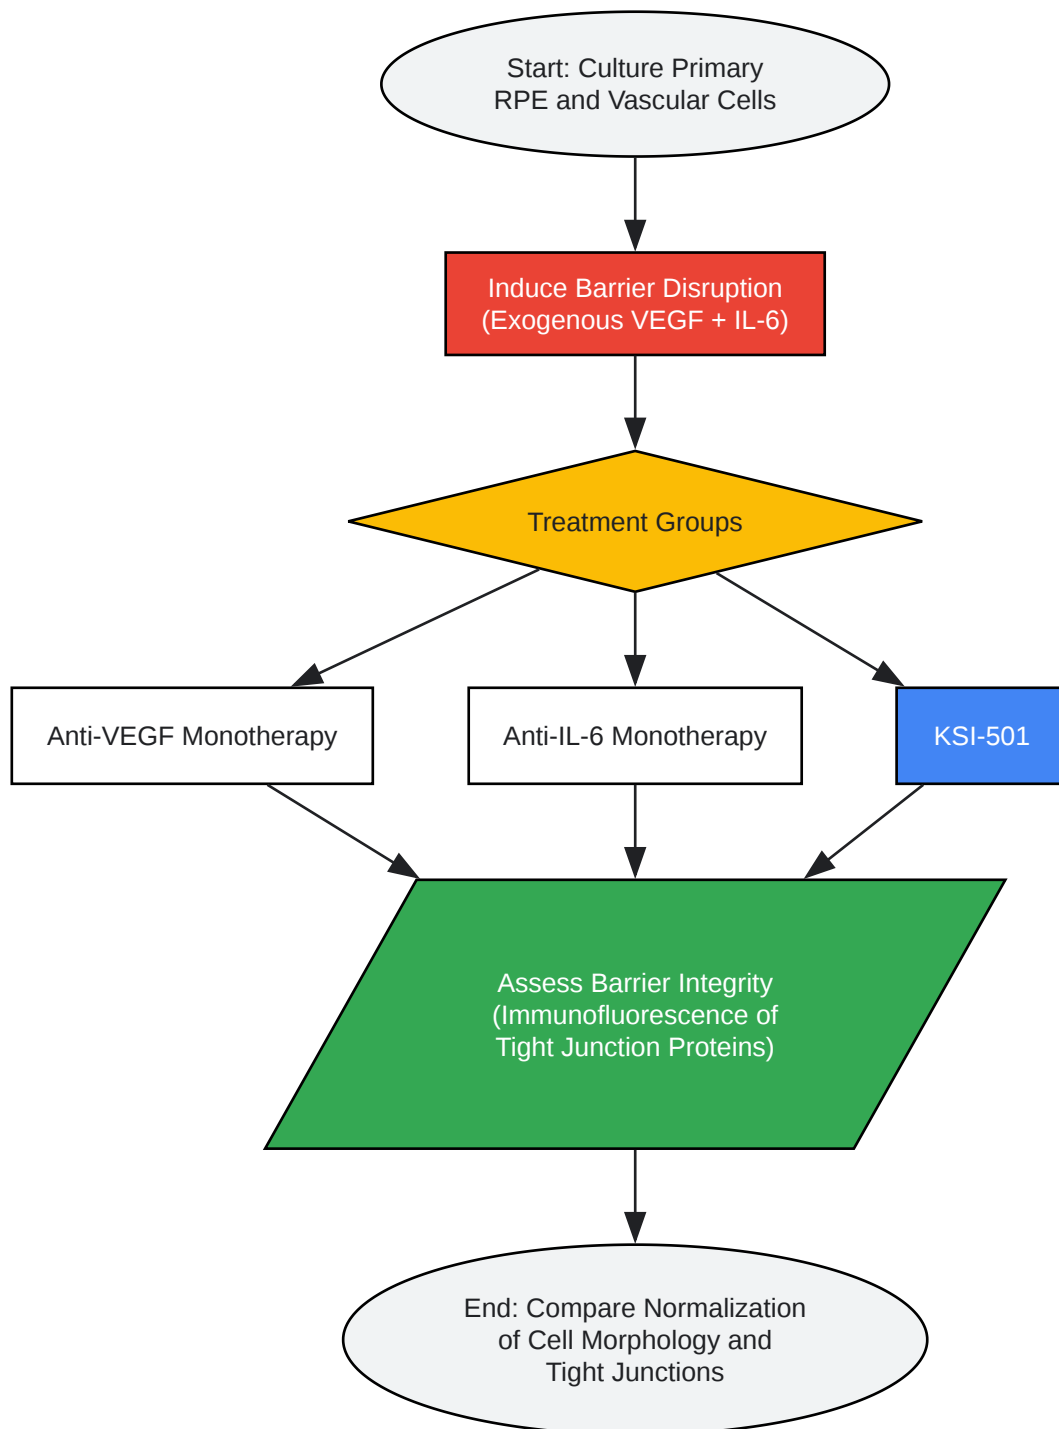 Start: Culture Primary
RPE and Vascular Cells
Induce Barrier Disruption
(Exogenous VEGF + IL-6)
Treatment Groups
Anti-VEGF Monotherapy
Anti-IL-6 Monotherapy
KSI-501
Assess Barrier Integrity
(Immunofluorescence of
Tight Junction Proteins)
End: Compare Normalization
of Cell Morphology and
Tight Junctions